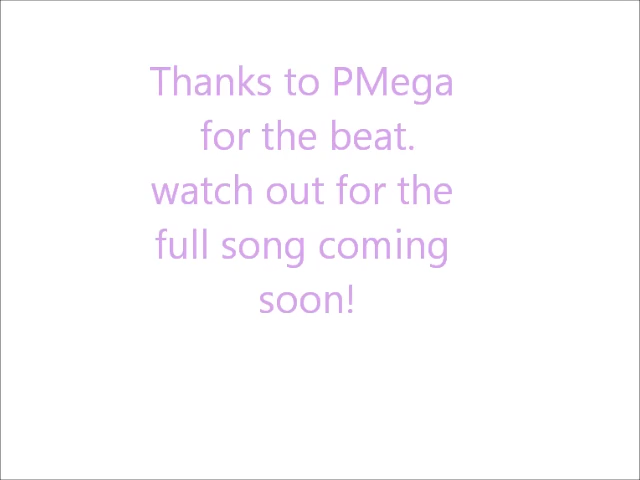 Thanks to PMega
for the beat.
watch out for the
full song coming
soon!